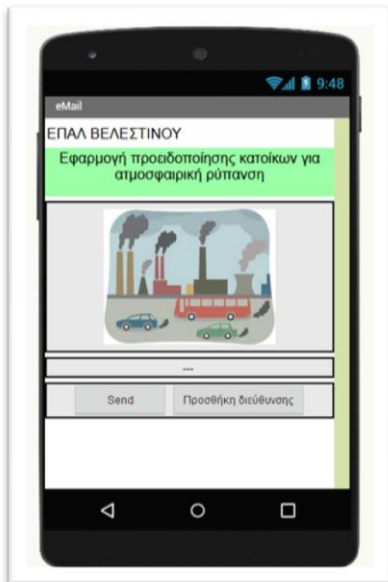 9:48
eMail
ΕΠΑΛ ΒΕΛΕΣΤΙΝΟΥ
Εφαρμογή προειδοποίησης κατοίκων για
ατμοσφαιρική ρύπανση
---
Send Προσθήκη διεύθυνσης